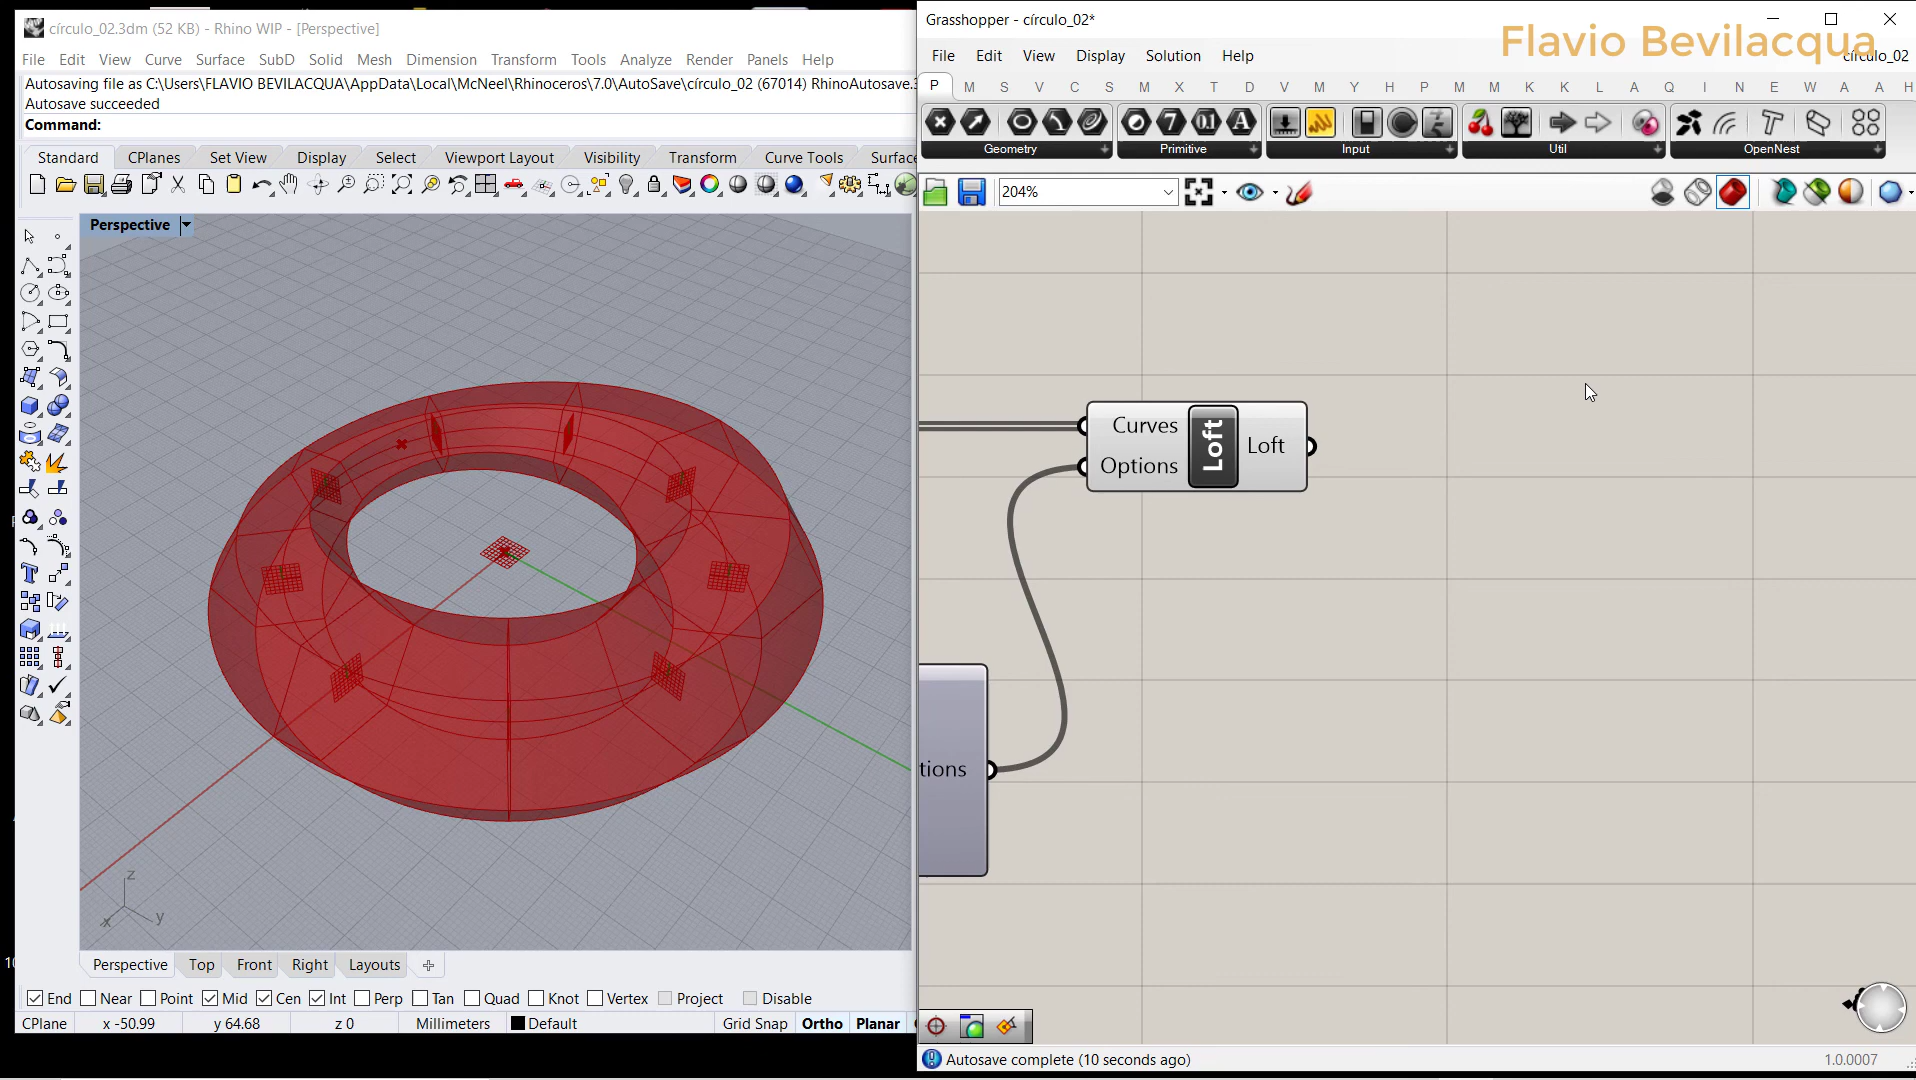 círculo_02.3dm (52 KB) - Rhino WIP - [Perspective]
File Edit View Curve Surface SubD Solid Mesh Dimension Transform Tools Analyze Render Panels Help
Autosaving file as C:\Users\FLAVIO BEVILACQUA\AppData\Local\McNeel\Rhinoceros\7.0\AutoSave\círculo_02 (67014) RhinoAutosave.3
Autosave succeeded
Command:
Standard CPlanes Set View Display Select Viewport Layout Visibility Transform Curve Tools Surface
Perspective
z
x y
Perspective Top Front Right Layouts
End Near Point Mid Cen Int Perp Tan Quad Knot Vertex Project Disable
CPlane x -50.99 y 64.68 z 0 Millimeters Default Grid Snap Ortho Planar
Grasshopper - círculo_02*
Flavio Bevilacqua
File Edit View Display Solution Help círculo_02
P M S V C S M X T D V M Y H P M M K K L A Q I N E W A A H
Geometry Primitive Input Util OpenNest
204%
Curves Loft Loft
Options
tions
Autosave complete (10 seconds ago) 1.0.0007